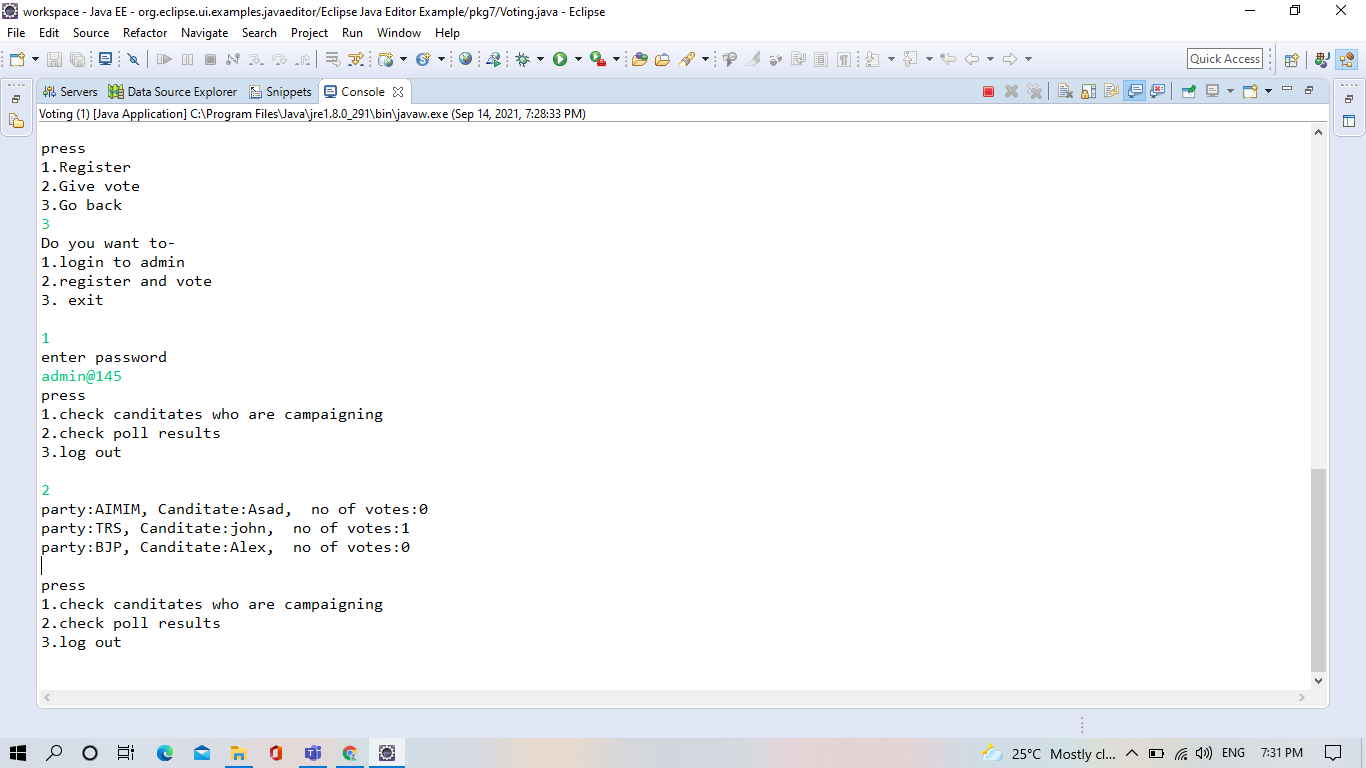 workspace - Java EE - org.eclipse.ui.examples.javaeditor/Eclipse Java Editor Example/pkg7/Voting.java - Eclipse
File Edit Source Refactor Navigate Search Project Run Window Help
Quick Access
Servers Data Source Explorer Snippets Console
Voting (1) [Java Application] C:\Program Files\Java\jre1.8.0_291\bin\javaw.exe (Sep 14, 2021, 7:28:33 PM)
press
1.Register
2.Give vote
3.Go back
3
Do you want to-
1.login to admin
2.register and vote
3. exit
1
enter password
admin@145
press
1.check canditates who are campaigning
2.check poll results
3.log out
2
party:AIMIM, Canditate:Asad,  no of votes:0
party:TRS, Canditate:john,  no of votes:1
party:BJP, Canditate:Alex,  no of votes:0
press
1.check canditates who are campaigning
2.check poll results
3.log out
25°C Mostly cl... ENG 7:31 PM